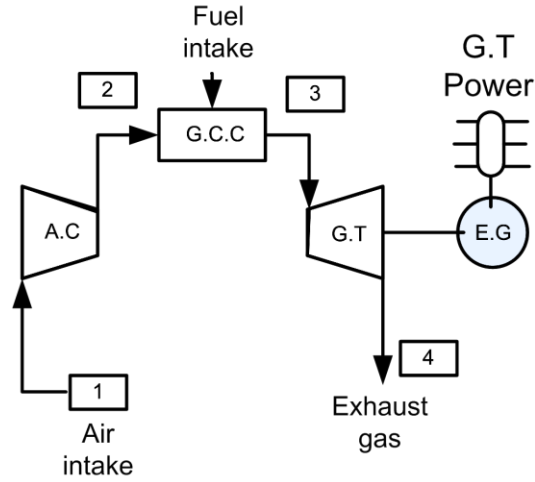 Fuel
intake
G.T
Power
2
3
G.C.C
A.C
G.T
E.G
4
1
Exhaust
gas
Air
intake